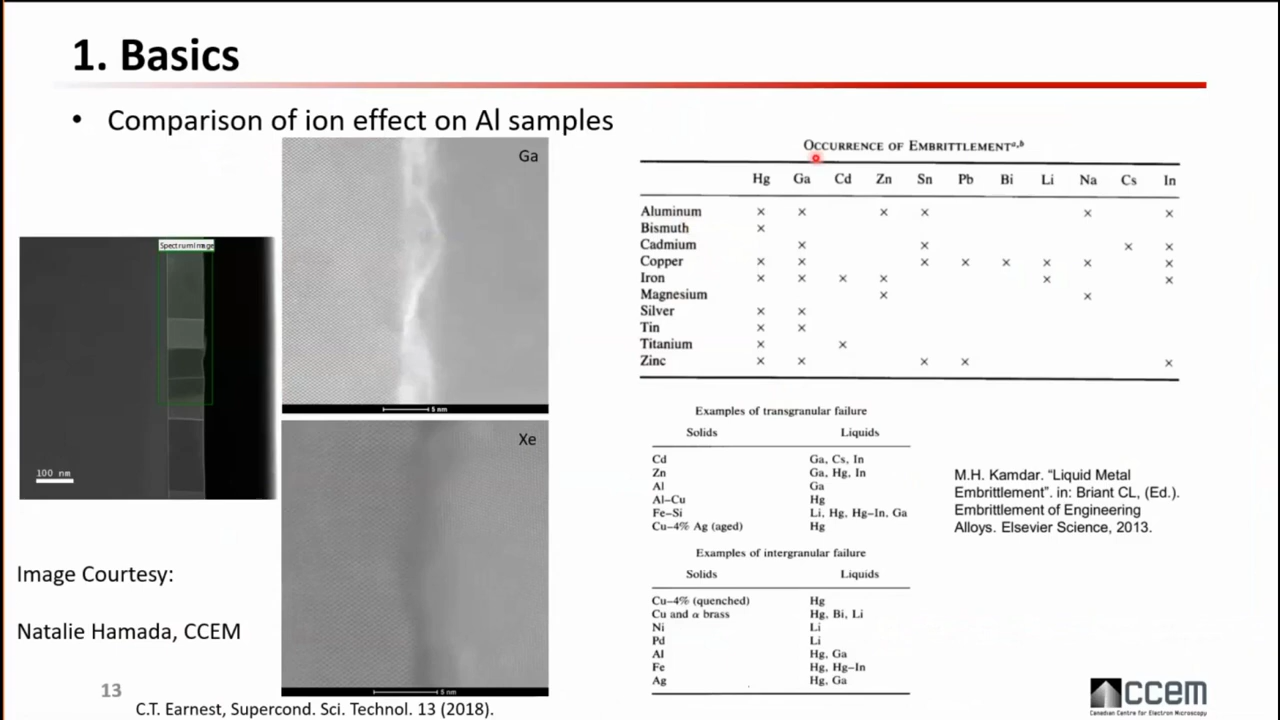 1. Basics
• Comparison of ion effect on Al samples
Ga
5 nm
Xe
5 nm
SpectrumImage
100 nm
Image Courtesy:
Natalie Hamada, CCEM
13
C.T. Earnest, Supercond. Sci. Technol. 13 (2018).
OCCURRENCE OF EMBRITTLEMENT a,b
Hg Ga Cd Zn Sn Pb Bi Li Na Cs In
Aluminum × × × × × ×
Bismuth ×
Cadmium × × × ×
Copper × × × × × × × ×
Iron × × × × × ×
Magnesium × ×
Silver × ×
Tin × ×
Titanium × ×
Zinc × × × × ×
Examples of transgranular failure
Solids Liquids
Cd Ga, Cs, In
Zn Ga, Hg, In
Al Ga
Al–Cu Hg
Fe–Si Li, Hg, Hg–In, Ga
Cu–4% Ag (aged) Hg
Examples of intergranular failure
Solids Liquids
Cu–4% (quenched) Hg
Cu and α brass Hg, Bi, Li
Ni Li
Pd Li
Al Hg, Ga
Fe Hg, Hg–In
Ag Hg, Ga
M.H. Kamdar. “Liquid Metal
Embrittlement”. in: Briant CL, (Ed.).
Embrittlement of Engineering
Alloys. Elsevier Science, 2013.
ccem
Canadian Centre for Electron Microscopy